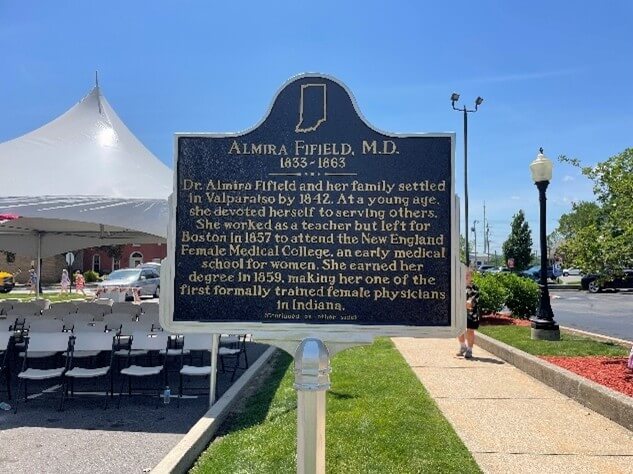 ALMIRA FIFIELD, M.D.
1833-1863
Dr. Almira Fifield and her family settled
in Valparaiso by 1842. At a young age,
she devoted herself to serving others.
She worked as a teacher but left for
Boston in 1857 to attend the New England
Female Medical College, an early medical
school for women. She earned her
degree in 1859, making her one of the
first formally trained female physicians
in Indiana.
(Continued on other side)